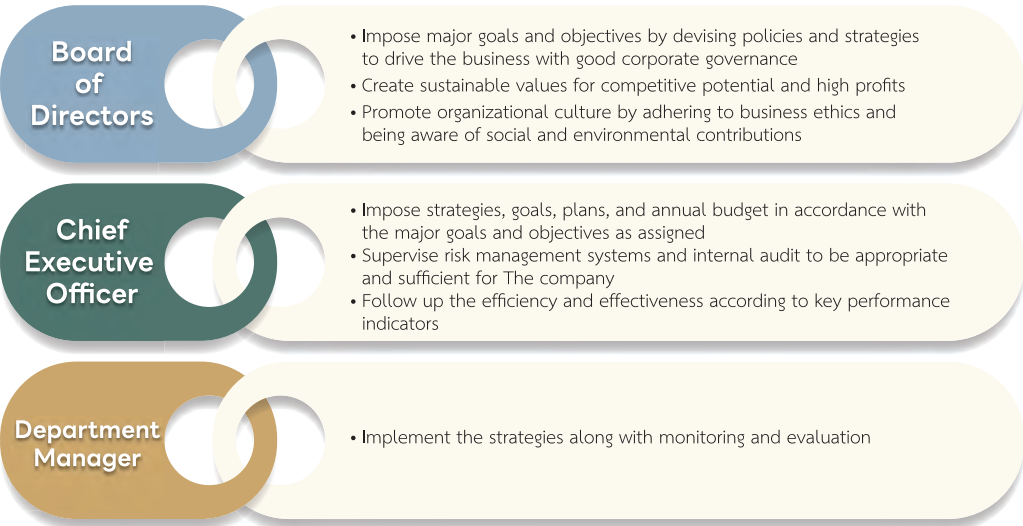 Board
of
Directors
• Impose major goals and objectives by devising policies and strategies
to drive the business with good corporate governance
• Create sustainable values for competitive potential and high profits
• Promote organizational culture by adhering to business ethics and
being aware of social and environmental contributions
Chief
Executive
Officer
• Impose strategies, goals, plans, and annual budget in accordance with
the major goals and objectives as assigned
• Supervise risk management systems and internal audit to be appropriate
and sufficient for The company
• Follow up the efficiency and effectiveness according to key performance
indicators
Department
Manager
• Implement the strategies along with monitoring and evaluation